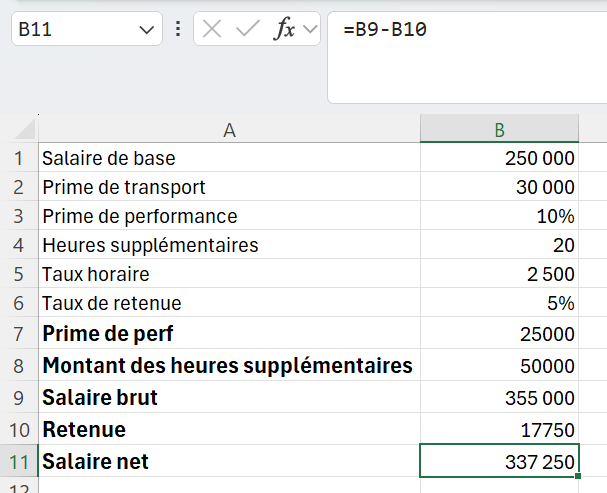 B11 fx =B9-B10
A B
1 Salaire de base 250 000
2 Prime de transport 30 000
3 Prime de performance 10%
4 Heures supplémentaires 20
5 Taux horaire 2 500
6 Taux de retenue 5%
7 Prime de perf 25000
8 Montant des heures supplémentaires 50000
9 Salaire brut 355 000
10 Retenue 17750
11 Salaire net 337 250
12